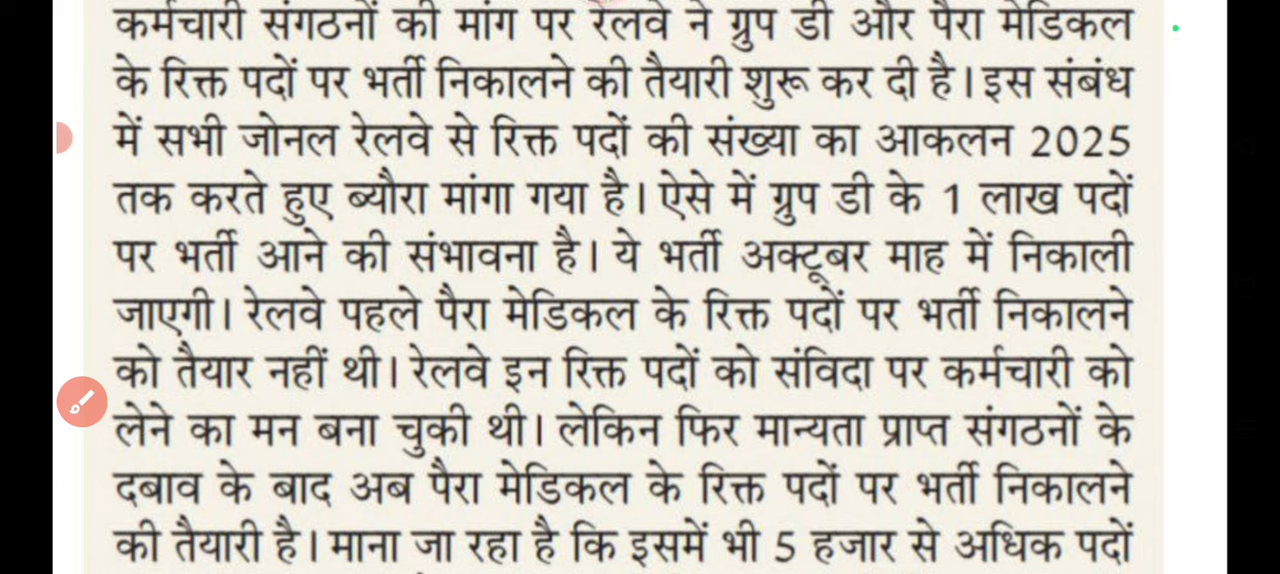 कर्मचारी संगठनों की मांग पर रेलवे ने ग्रुप डी और पैरा मेडिकल
के रिक्त पदों पर भर्ती निकालने की तैयारी शुरू कर दी है। इस संबंध
में सभी जोनल रेलवे से रिक्त पदों की संख्या का आकलन 2025
तक करते हुए ब्यौरा मांगा गया है। ऐसे में ग्रुप डी के 1 लाख पदों
पर भर्ती आने की संभावना है। ये भर्ती अक्टूबर माह में निकाली
जाएगी। रेलवे पहले पैरा मेडिकल के रिक्त पदों पर भर्ती निकालने
को तैयार नहीं थी। रेलवे इन रिक्त पदों को संविदा पर कर्मचारी को
लेने का मन बना चुकी थी। लेकिन फिर मान्यता प्राप्त संगठनों के
दबाव के बाद अब पैरा मेडिकल के रिक्त पदों पर भर्ती निकालने
की तैयारी है। माना जा रहा है कि इसमें भी 5 हजार से अधिक पदों